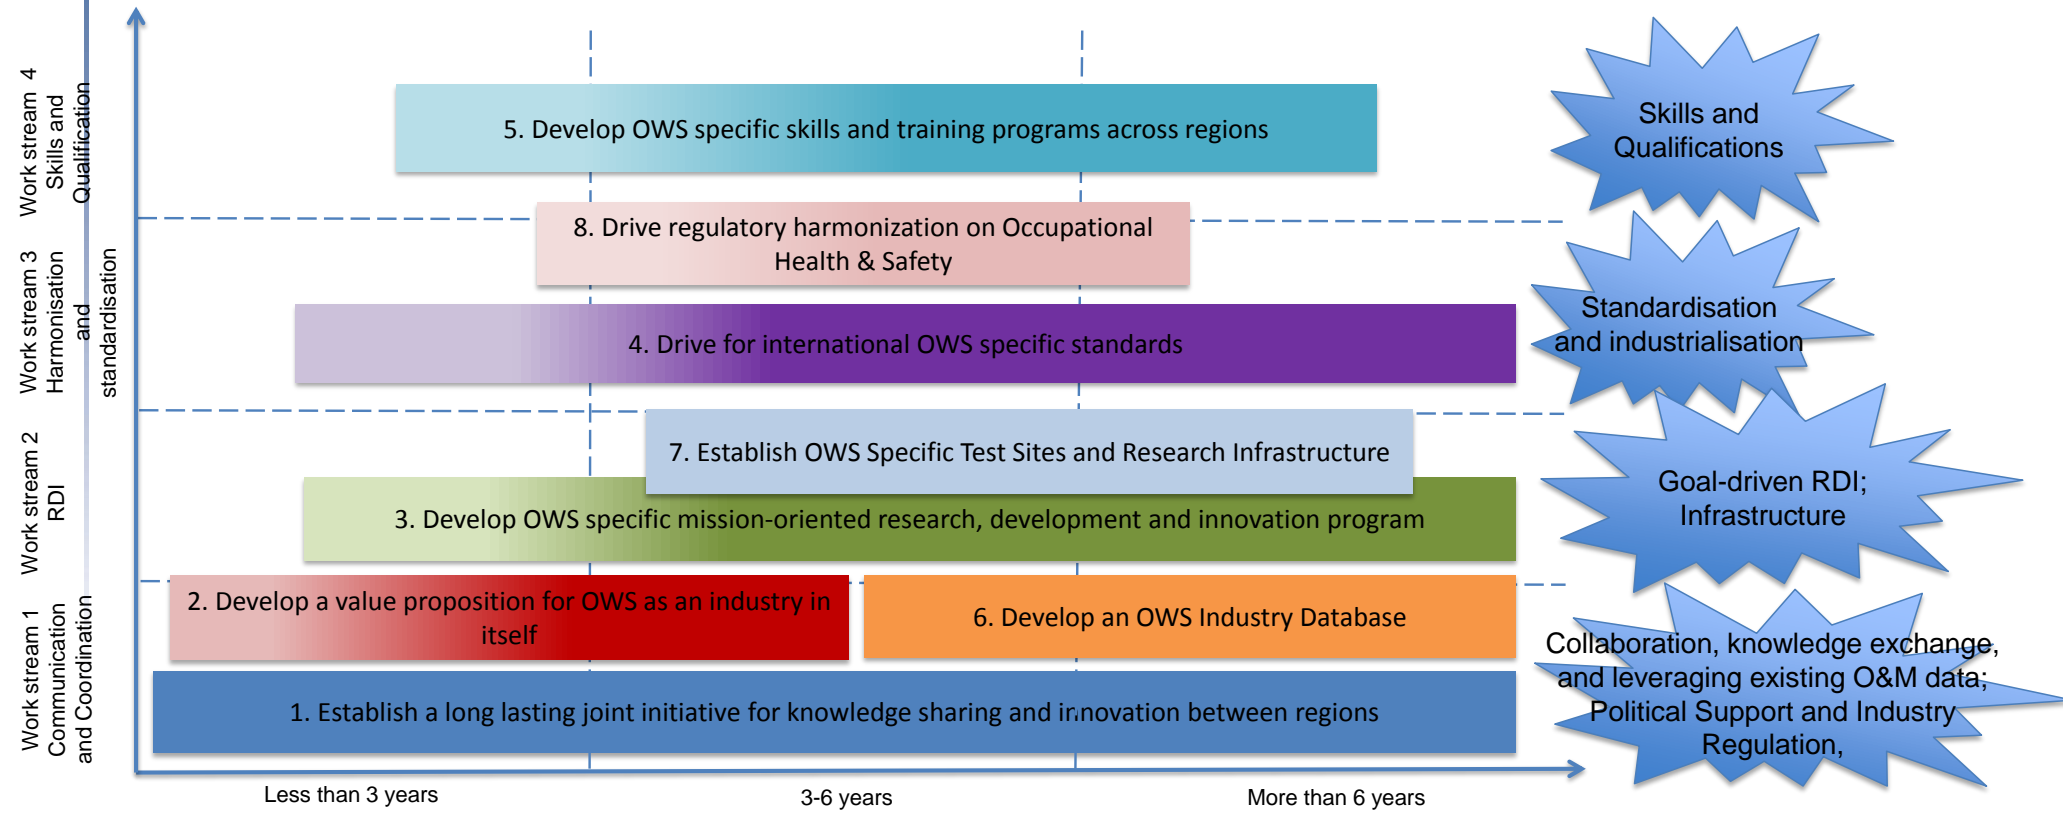 Work stream 4
Skills and
Qualification
5. Develop OWS specific skills and training programs across regions
Skills and
Qualifications
Work stream 3
Harmonisation
and
standardisation
8. Drive regulatory harmonization on Occupational
Health & Safety
4. Drive for international OWS specific standards
Standardisation
and industrialisation
Work stream 2
RDI
7. Establish OWS Specific Test Sites and Research Infrastructure
3. Develop OWS specific mission-oriented research, development and innovation program
Goal-driven RDI;
Infrastructure
Work stream 1
Communication
and Coordination
2. Develop a value proposition for OWS as an industry in
itself
6. Develop an OWS Industry Database
1. Establish a long lasting joint initiative for knowledge sharing and innovation between regions
Collaboration, knowledge exchange,
and leveraging existing O&M data;
Political Support and Industry
Regulation,
Less than 3 years
3-6 years
More than 6 years